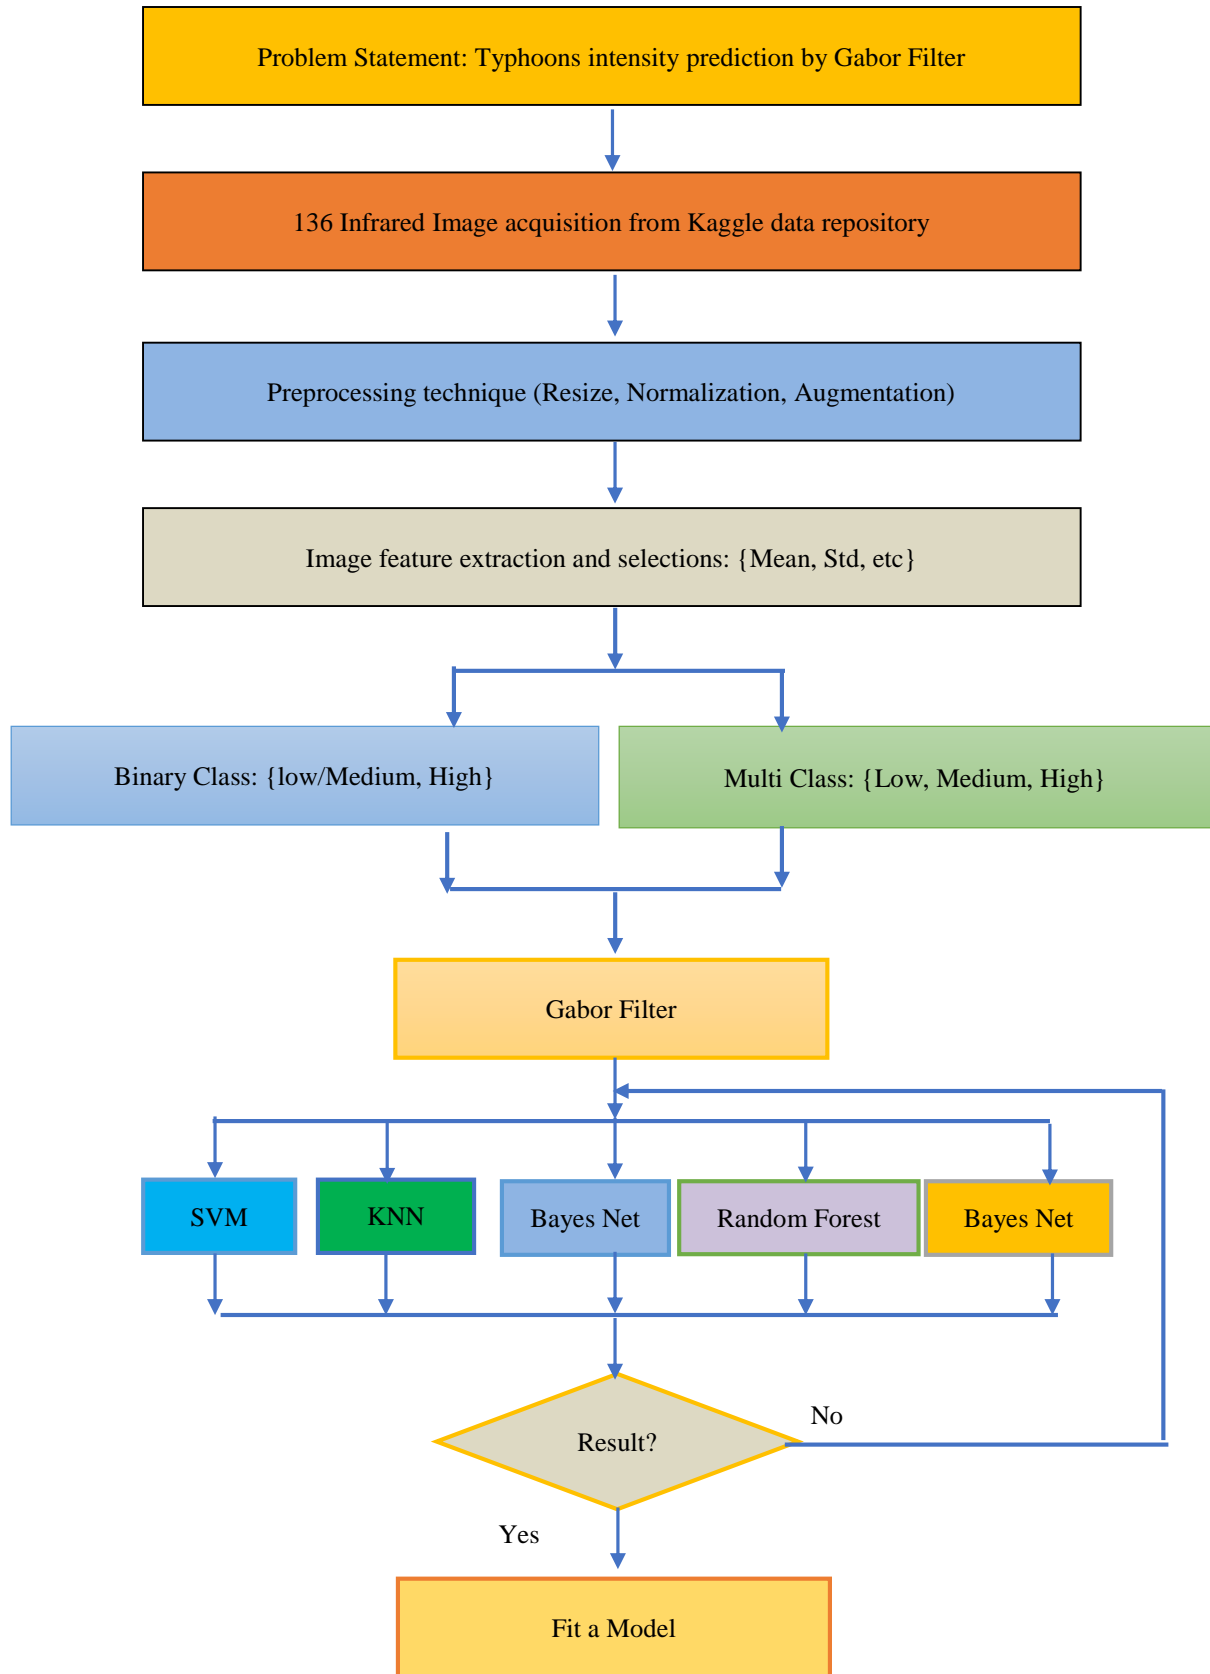 Problem Statement: Typhoons intensity prediction by Gabor Filter
136 Infrared Image acquisition from Kaggle data repository
Preprocessing technique (Resize, Normalization, Augmentation)
Image feature extraction and selections: {Mean, Std, etc}
Binary Class: {low/Medium, High}
Multi Class: {Low, Medium, High}
Gabor Filter
SVM
KNN
Bayes Net
Random Forest
Bayes Net
Result?
No
Yes
Fit a Model